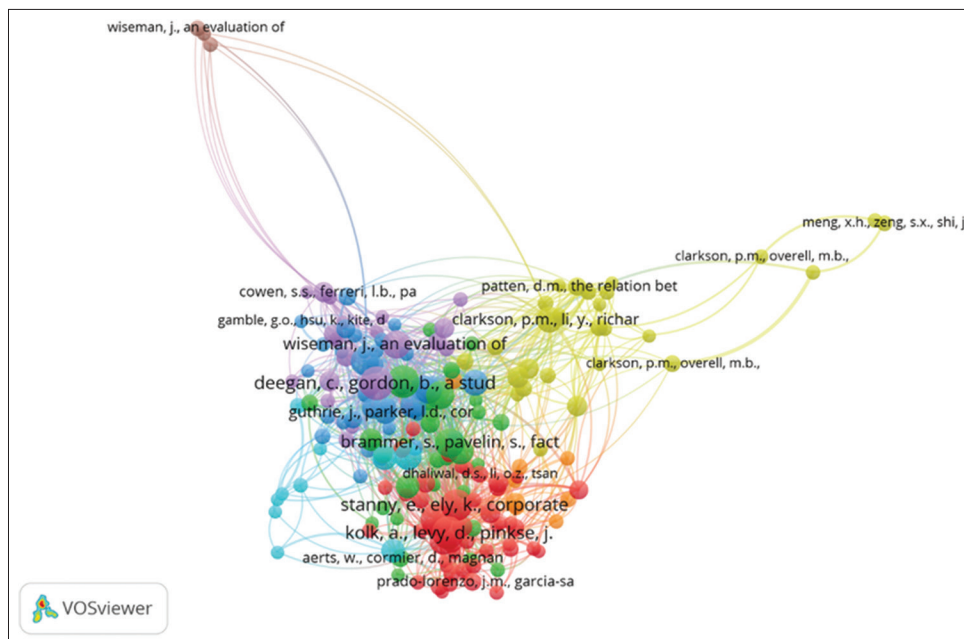 wiseman, j., an evaluation of
meng, x.h., zeng, s.x., shi, j
clarkson, p.m., overell, m.b.,
patten, d.m., the relation bet
cowen, s.s., ferreri, l.b., pa
gamble, g.o., hsu, k., kite, d
clarkson, p.m., li, y., richar
wiseman, j., an evaluation of
clarkson, p.m., overell, m.b.,
deegan, c., gordon, b., a stud
guthrie, j., parker, l.d., cor
brammer, s., pavelin, s., fact
dhaliwal, d.s., li, o.z., tsan
stanny, e., ely, k., corporate
kolk, a., levy, d., pinkse, j.
aerts, w., cormier, d., magnan
prado-lorenzo, j.m., garcia-sa
VOSviewer